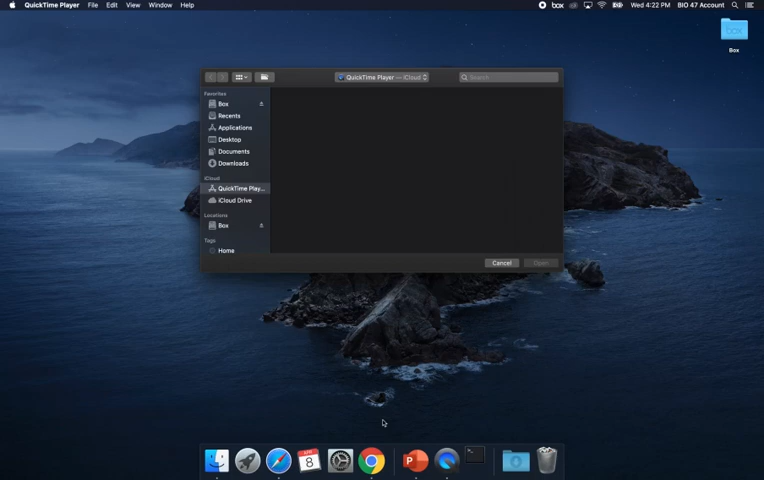 QuickTime Player File Edit View Window Help box Wed 4:22 PM BIO 47 Account
box
Box
QuickTime Player — iCloud Search
Favorites
Box
Recents
Applications
Desktop
Documents
Downloads
iCloud
QuickTime Play...
iCloud Drive
Locations
Box
Tags
Home
Cancel Open
8
P